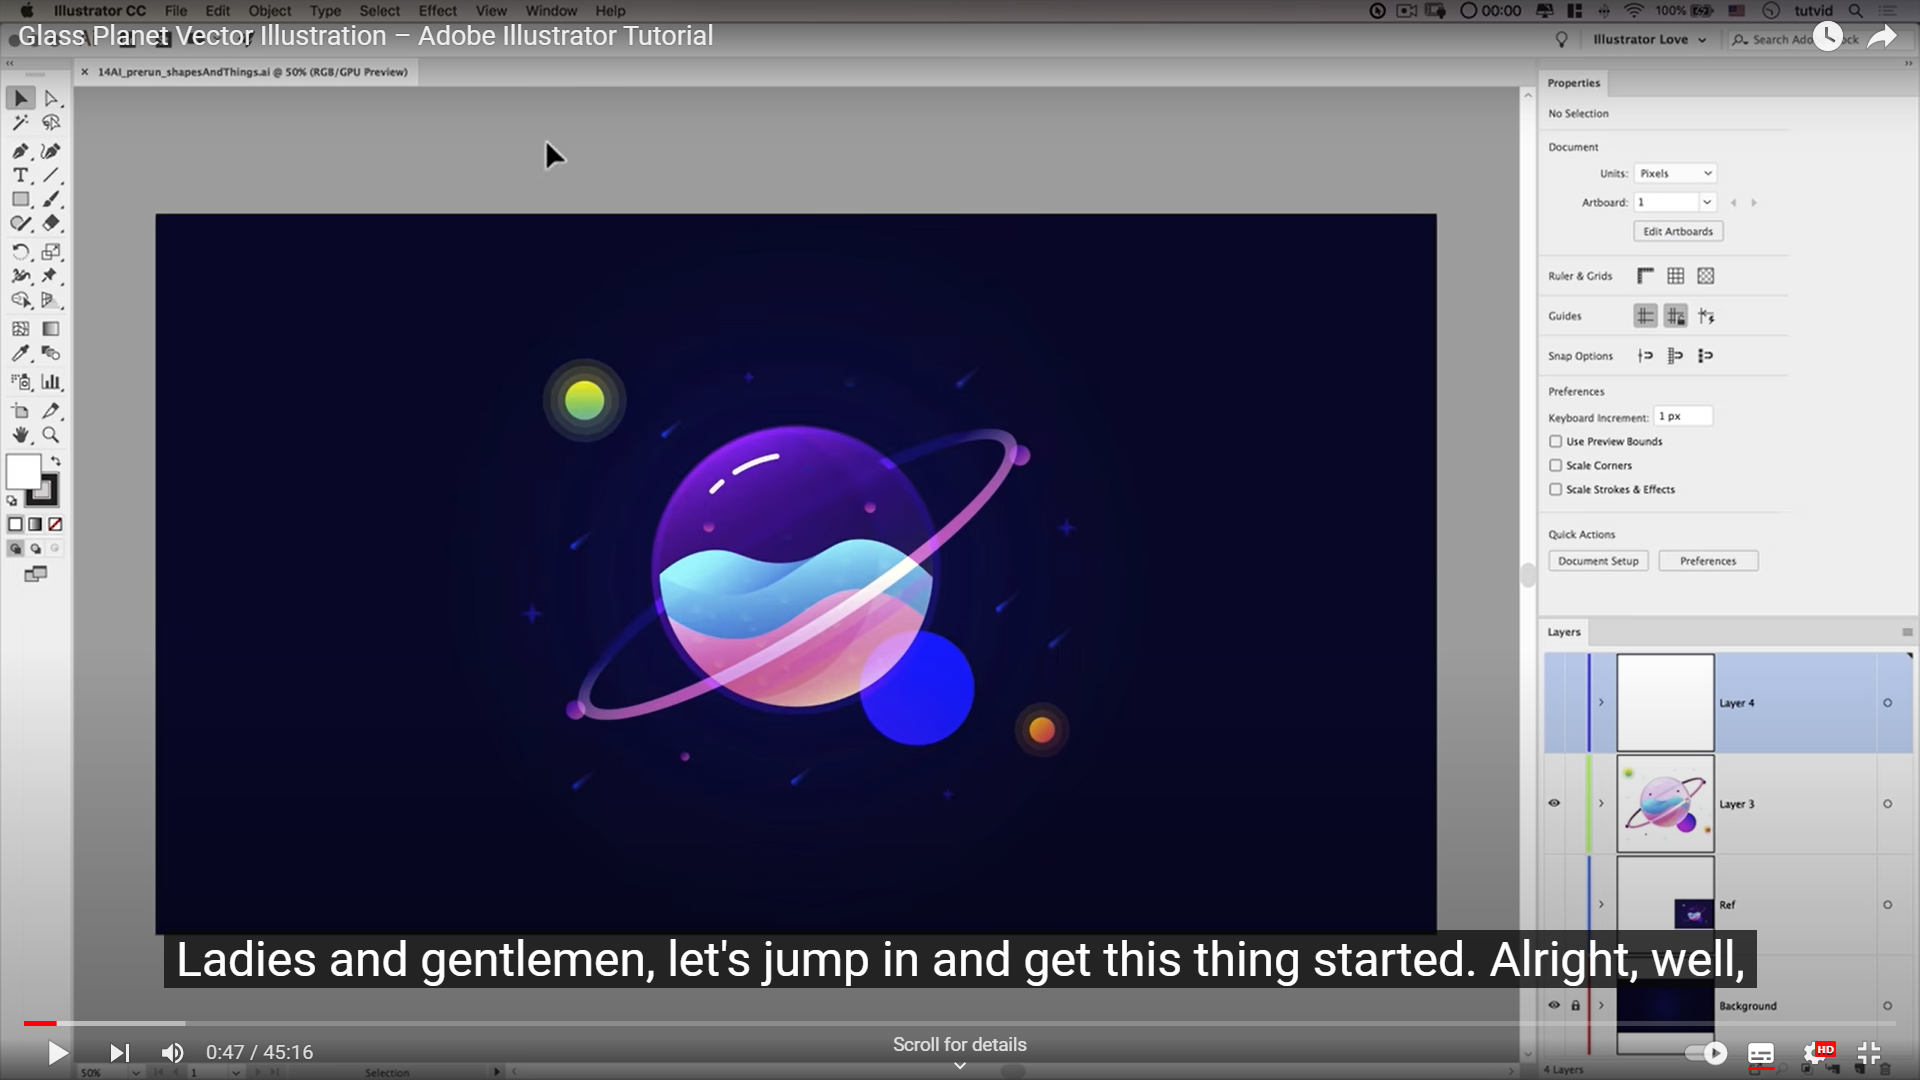 Illustrator CC File Edit Object Type Select Effect View Window Help
00:00 100% tutvid
Glass Planet Vector Illustration – Adobe Illustrator Tutorial
Illustrator Love
14AI_prerun_shapesAndThings.ai @ 50% (RGB/GPU Preview)
Properties
No Selection
Document
Units: Pixels
Artboard: 1
Edit Artboards
Ruler & Grids
Guides
Snap Options
Preferences
Keyboard Increment: 1 px
Use Preview Bounds
Scale Corners
Scale Strokes & Effects
Quick Actions
Document Setup Preferences
Layers
Layer 4
Layer 3
Ref
Background
Ladies and gentlemen, let's jump in and get this thing started. Alright, well,
0:47 / 45:16
Scroll for details
HD
50% 1 Selection
4 Layers